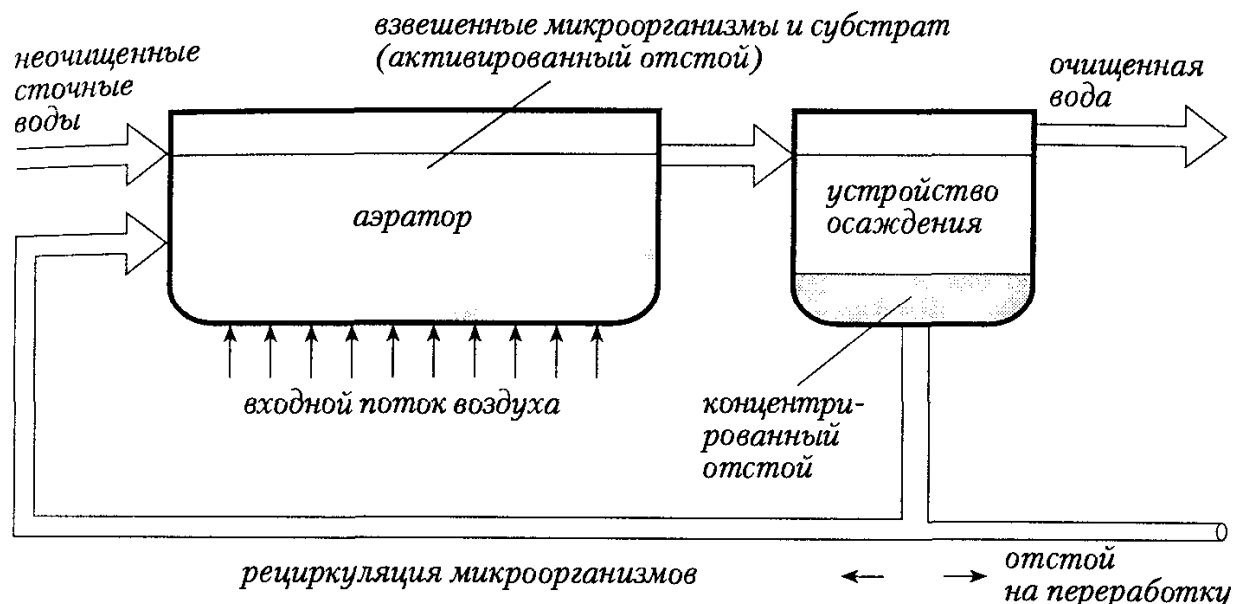 взвешенные микроорганизмы и субстрат
(активированный отстой)
неочищенные
сточные
воды
очищенная
вода
аэратор
устройство
осаждения
входной поток воздуха
концентри-
рованный
отстой
рециркуляция микроорганизмов
отстой
на переработку